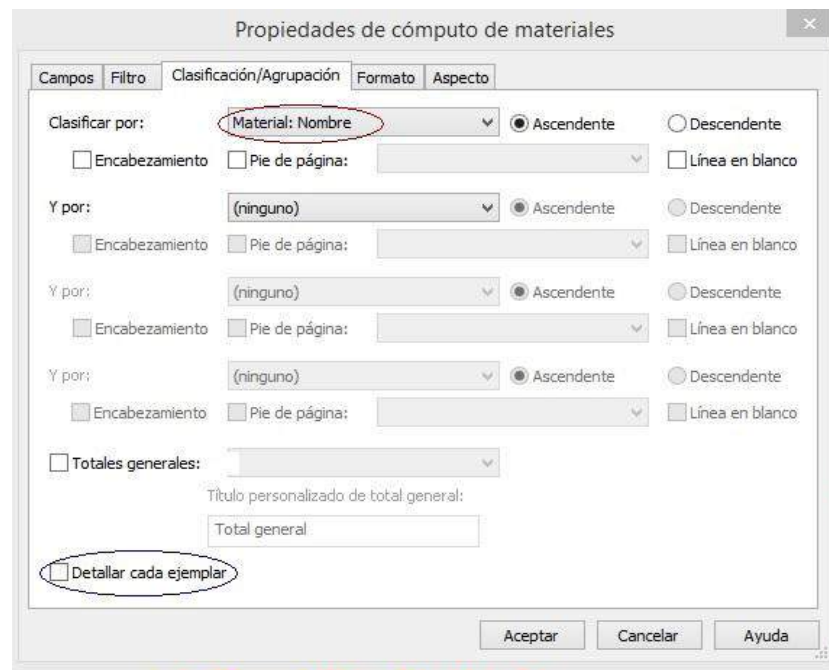 Propiedades de cómputo de materiales
Campos Filtro Clasificación/Agrupación Formato Aspecto
Clasificar por: Material: Nombre Ascendente Descendente
Encabezamiento Pie de página: Línea en blanco
Y por: (ninguno) Ascendente Descendente
Encabezamiento Pie de página: Línea en blanco
Y por: (ninguno) Ascendente Descendente
Encabezamiento Pie de página: Línea en blanco
Y por: (ninguno) Ascendente Descendente
Encabezamiento Pie de página: Línea en blanco
Totales generales:
Título personalizado de total general:
Total general
Detallar cada ejemplar
Aceptar Cancelar Ayuda